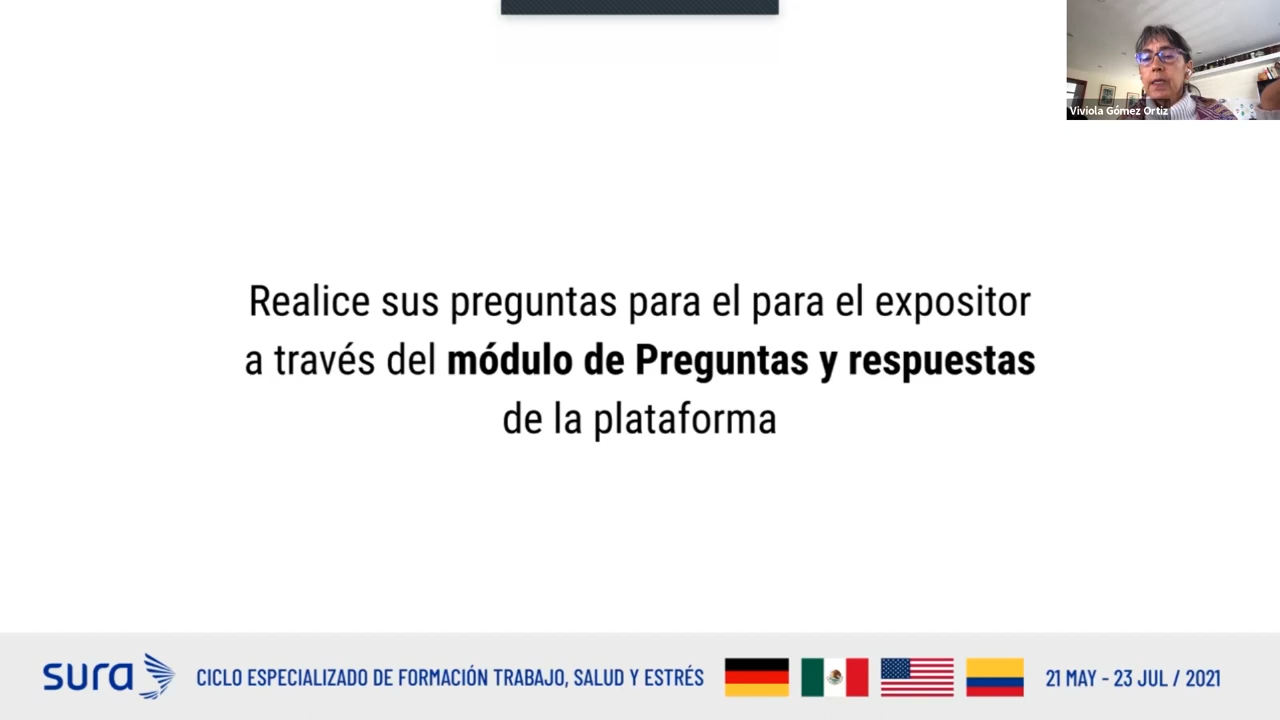 Viviola Gómez Ortiz
Realice sus preguntas para el para el expositor
a través del módulo de Preguntas y respuestas
de la plataforma
sura CICLO ESPECIALIZADO DE FORMACIÓN TRABAJO, SALUD Y ESTRÉS 21 MAY - 23 JUL / 2021